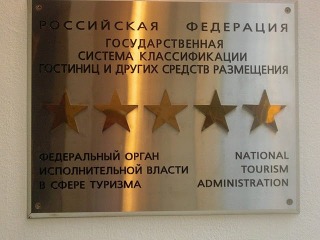 РОССИЙСКАЯ ФЕДЕРАЦИЯ
ГОСУДАРСТВЕННАЯ
СИСТЕМА КЛАССИФИКАЦИИ
ГОСТИНИЦ И ДРУГИХ СРЕДСТВ РАЗМЕЩЕНИЯ
ФЕДЕРАЛЬНЫЙ ОРГАН
ИСПОЛНИТЕЛЬНОЙ ВЛАСТИ
В СФЕРЕ ТУРИЗМА
NATIONAL
TOURISM
ADMINISTRATION